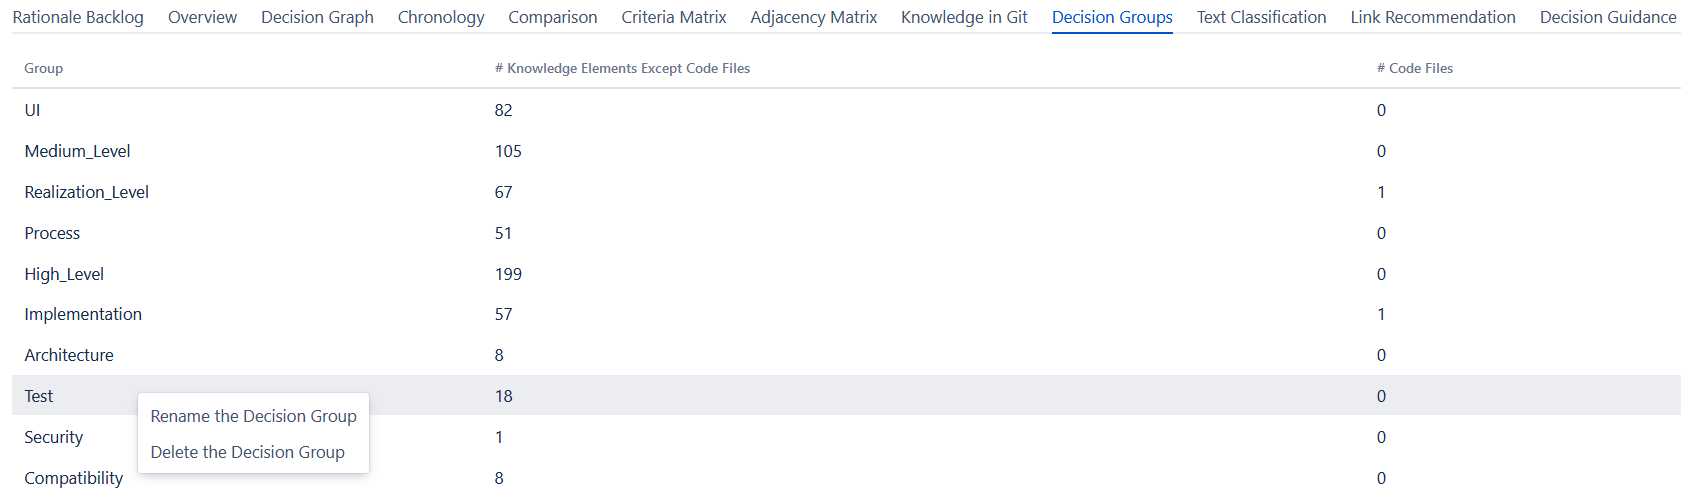 Rationale Backlog Overview Decision Graph Chronology Comparison Criteria Matrix Adjacency Matrix Knowledge in Git Decision Groups Text Classification Link Recommendation Decision Guidance
Group # Knowledge Elements Except Code Files # Code Files
UI 82 0
Medium_Level 105 0
Realization_Level 67 1
Process 51 0
High_Level 199 0
Implementation 57 1
Architecture 8 0
Test 18 0
Rename the Decision Group
Security 1 0
Delete the Decision Group
Compatibility 8 0